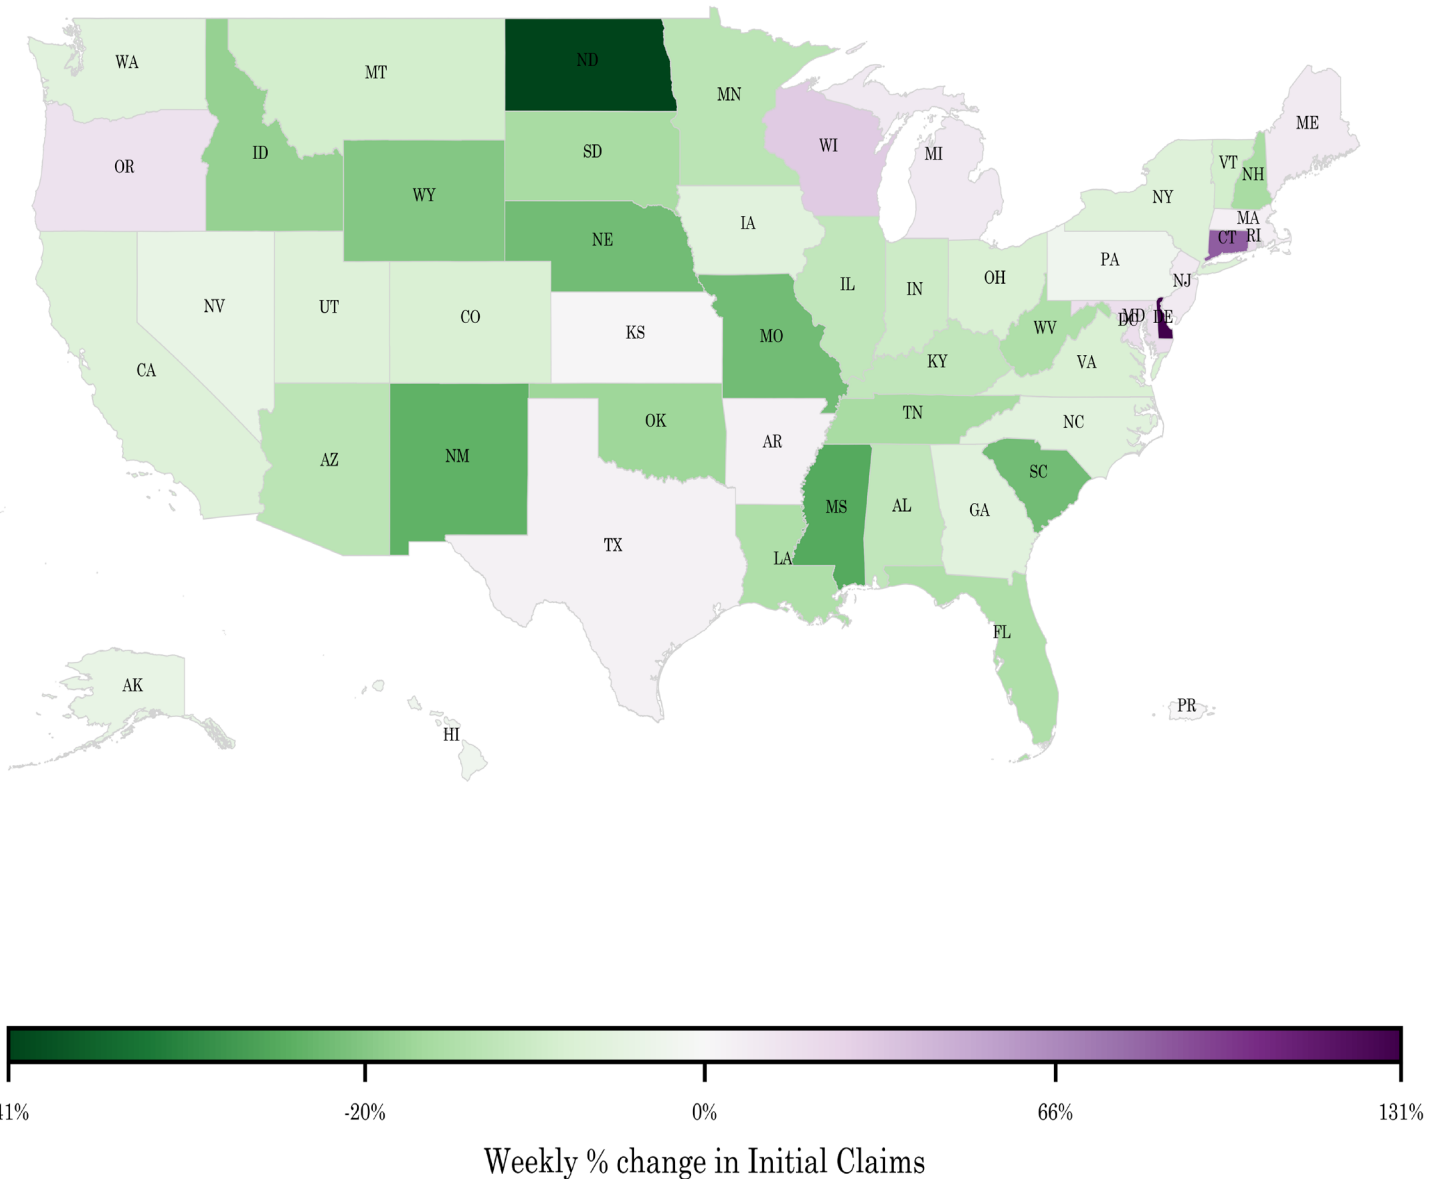 WA
MT
ND
MN
OR
ID
SD
WI
MI
ME
WY
VT
NH
NY
MA
NE
IA
CT
RI
PA
NV
UT
CO
IL
IN
OH
NJ
KS
MO
WV
DC
MD
DE
CA
KY
VA
TN
NC
AZ
NM
OK
AR
SC
MS
AL
GA
TX
LA
FL
AK
HI
PR
41%
-20%
0%
66%
131%
Weekly % change in Initial Claims